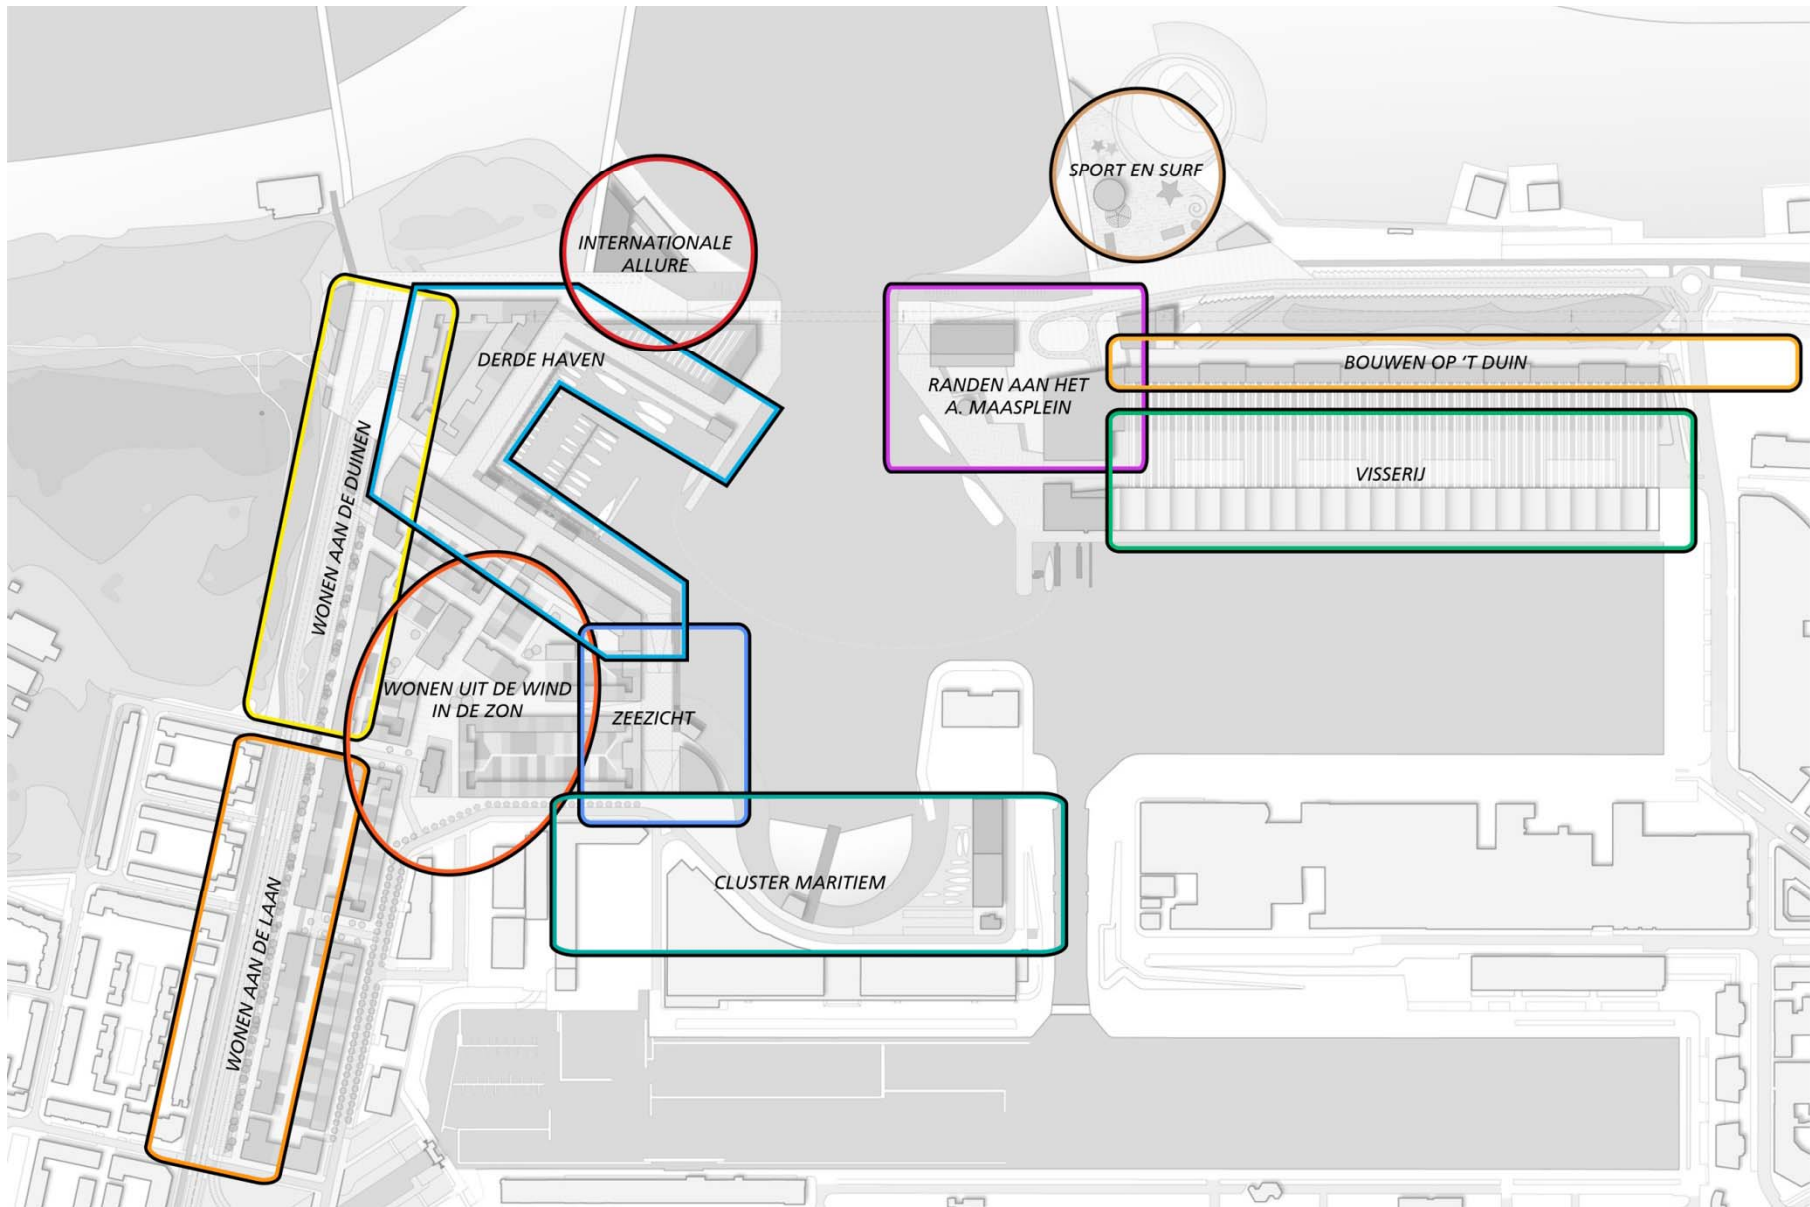 SPORT EN SURF
INTERNATIONALE
ALLURE
DERDE HAVEN
BOUWEN OP ‘T DUIN
RANDEN AAN HET
A. MAASPLEIN
VISSERIJ
WONEN AAN DE DUINEN
WONEN UIT DE WIND
IN DE ZON
ZEEZICHT
CLUSTER MARITIEM
WONEN AAN DE LAAN